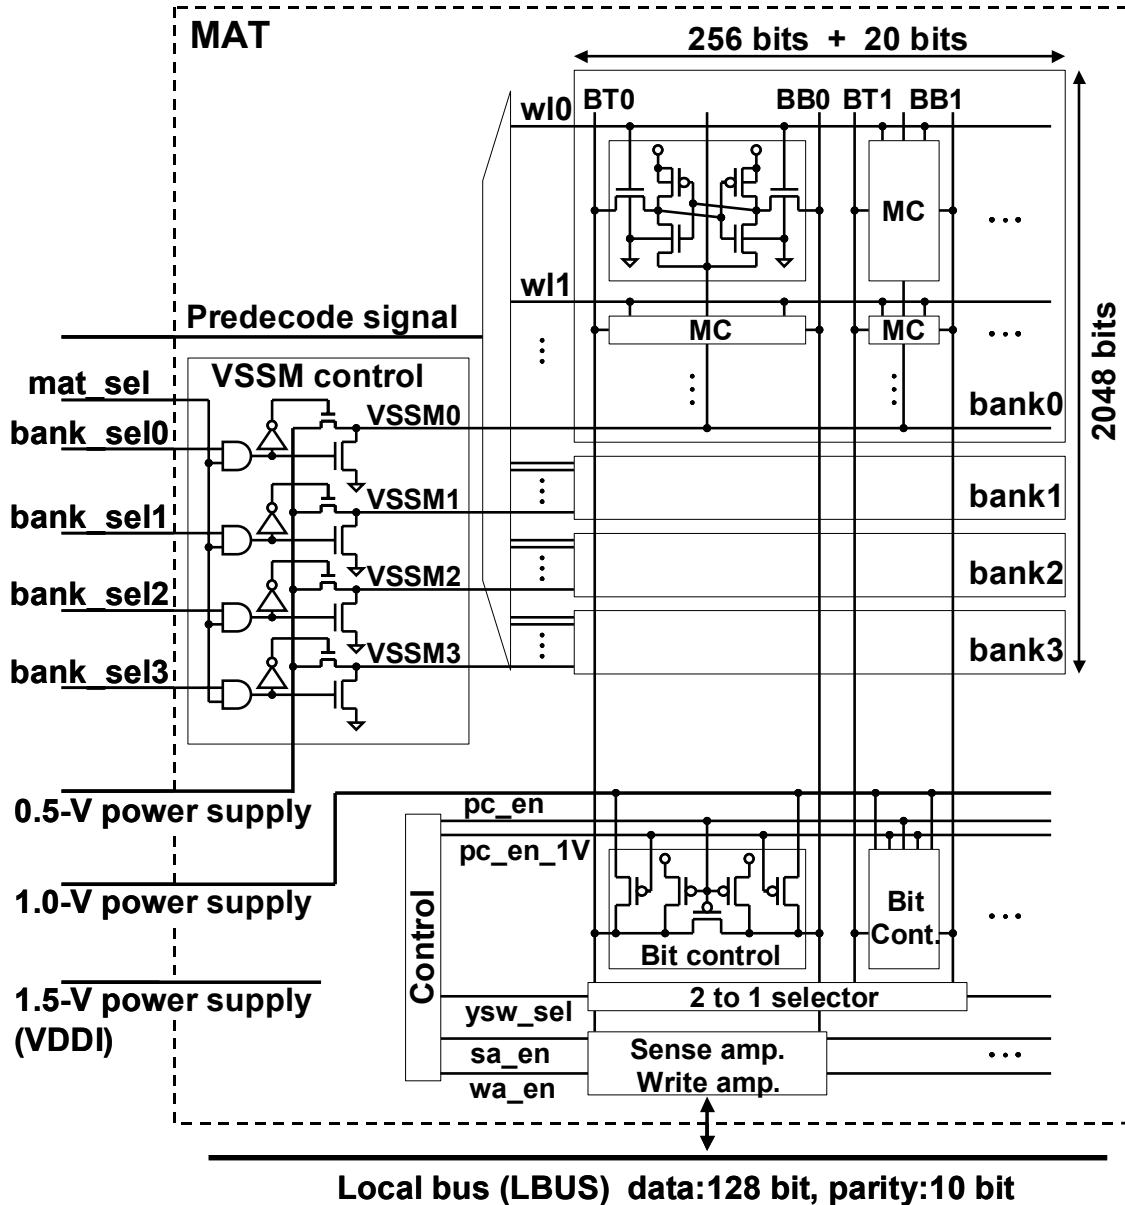 MAT
256 bits + 20 bits
BT0 BB0 BT1 BB1
wl0
MC
...
wl1
Predecode signal
MC MC ...
2048 bits
mat_sel
VSSM control
bank_sel0
VSSM0
bank0
bank_sel1
VSSM1
bank1
bank_sel2
VSSM2
bank2
bank_sel3
VSSM3
bank3
0.5-V power supply
pc_en
pc_en_1V
1.0-V power supply
Control
Bit control
Bit
Cont.
...
1.5-V power supply
(VDDI)
2 to 1 selector
ysw_sel
Sense amp.
Write amp.
sa_en
...
wa_en
Local bus (LBUS) data:128 bit, parity:10 bit